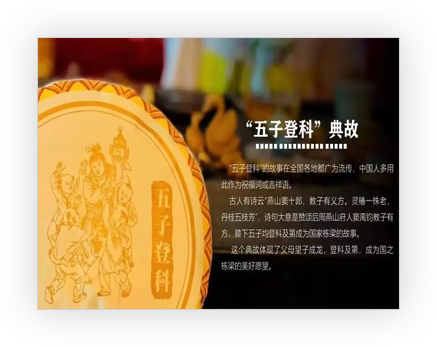 五子登科
“五子登科”典故
“五子登科”的故事在全国各地都广为流传，中国人多用
此作为祝福词或吉祥语。
古人有诗云“燕山窦十郎，教子有义方。灵椿一株老，
丹桂五枝芳”，诗句大意是赞颂后周燕山府人窦禹钧教子有
方，膝下五子均登科及第成为国家栋梁的故事。
这个典故体现了父母望子成龙，登科及第，成为国之
栋梁的美好愿望。